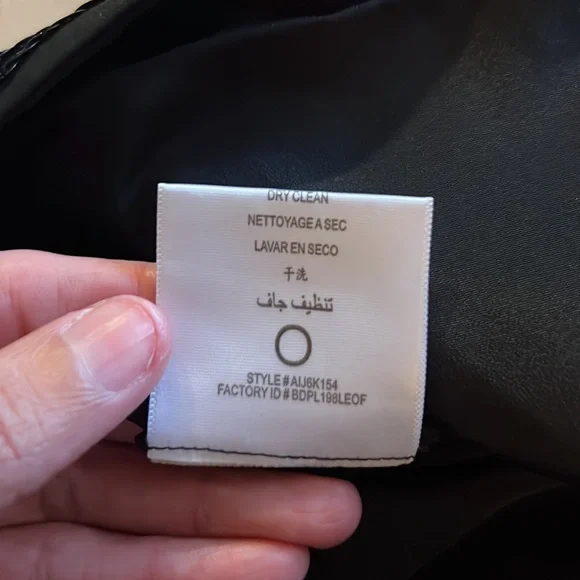 DRY CLEAN
NETTOYAGE A SEC
LAVAR EN SECO
干洗
تنظيف جاف
STYLE # AIJ6K154
FACTORY ID # BDPL198LEOF